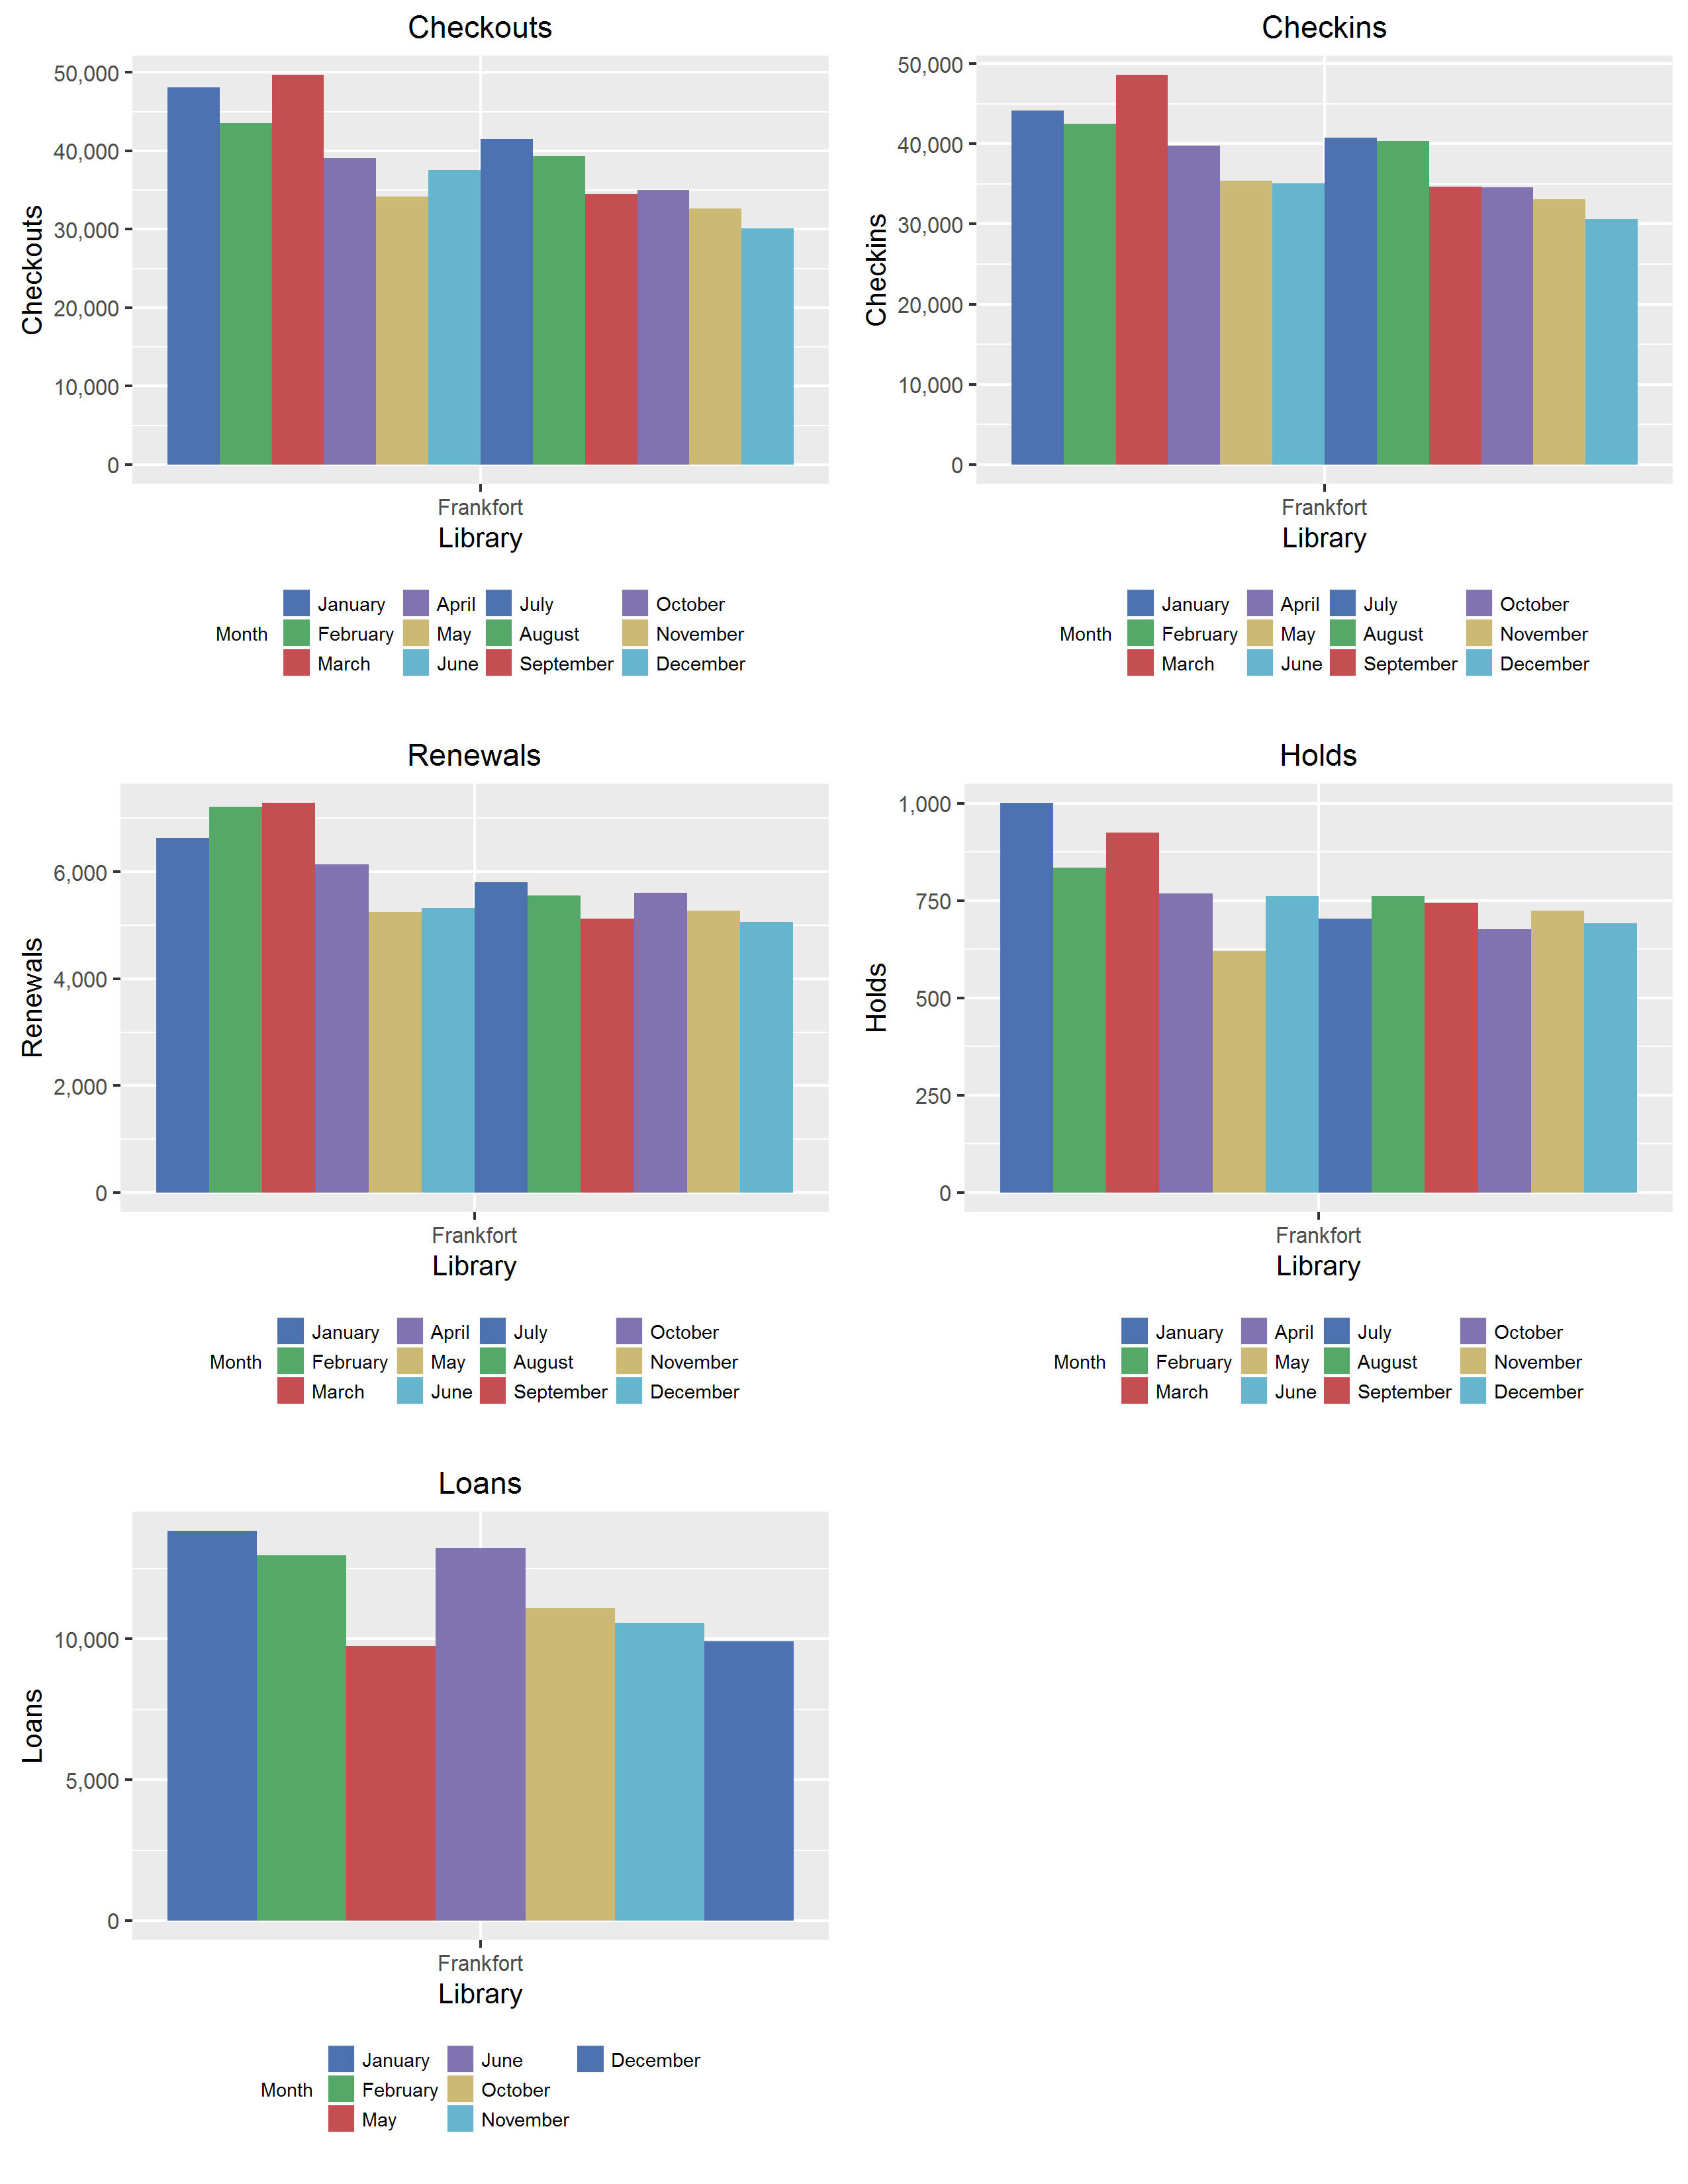 Checkouts
Checkouts
50,000
40,000
30,000
20,000
10,000
0
Frankfort
Library
Month
January
February
March
April
May
June
July
August
September
October
November
December
Checkins
Checkins
50,000
40,000
30,000
20,000
10,000
0
Frankfort
Library
Month
January
February
March
April
May
June
July
August
September
October
November
December
Renewals
Renewals
6,000
4,000
2,000
0
Frankfort
Library
Month
January
February
March
April
May
June
July
August
September
October
November
December
Holds
Holds
1,000
750
500
250
0
Frankfort
Library
Month
January
February
March
April
May
June
July
August
September
October
November
December
Loans
Loans
10,000
5,000
0
Frankfort
Library
Month
January
February
May
June
October
November
December